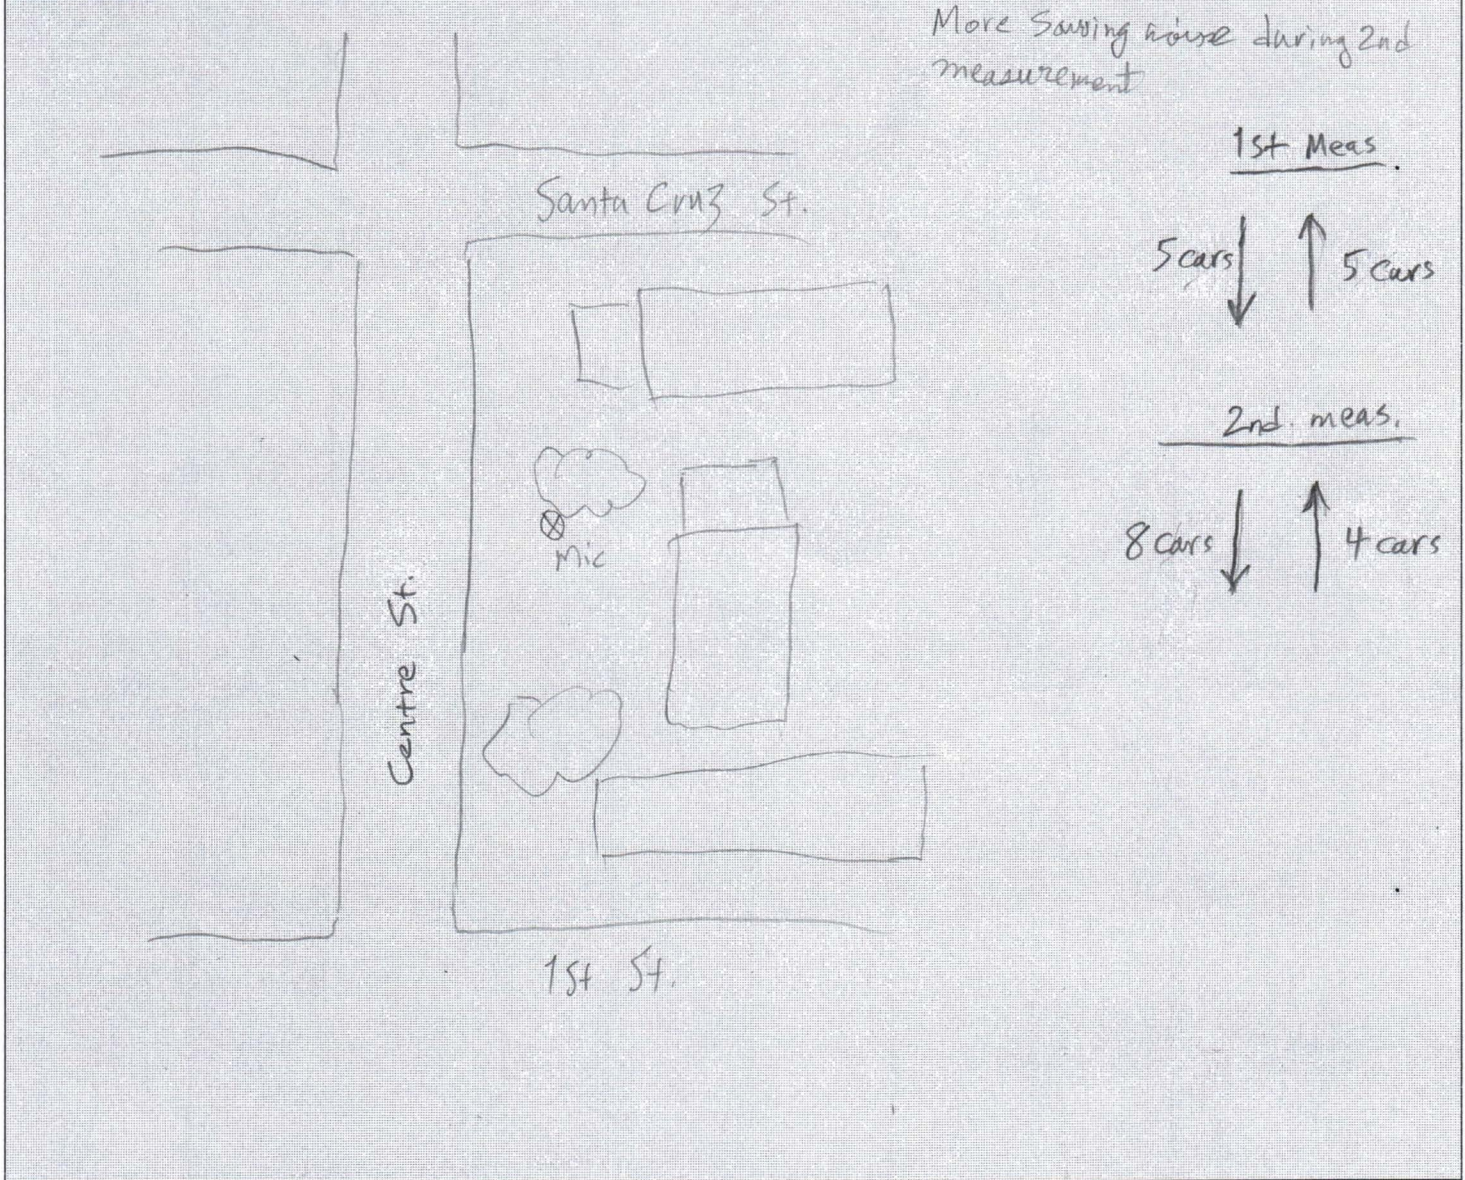 More Sawing noise during 2nd
measurement
1st Meas.
Santa Cruz St.
5 cars
5 cars
2nd. meas.
8 cars
4 cars
Mic
Centre St.
1st St.